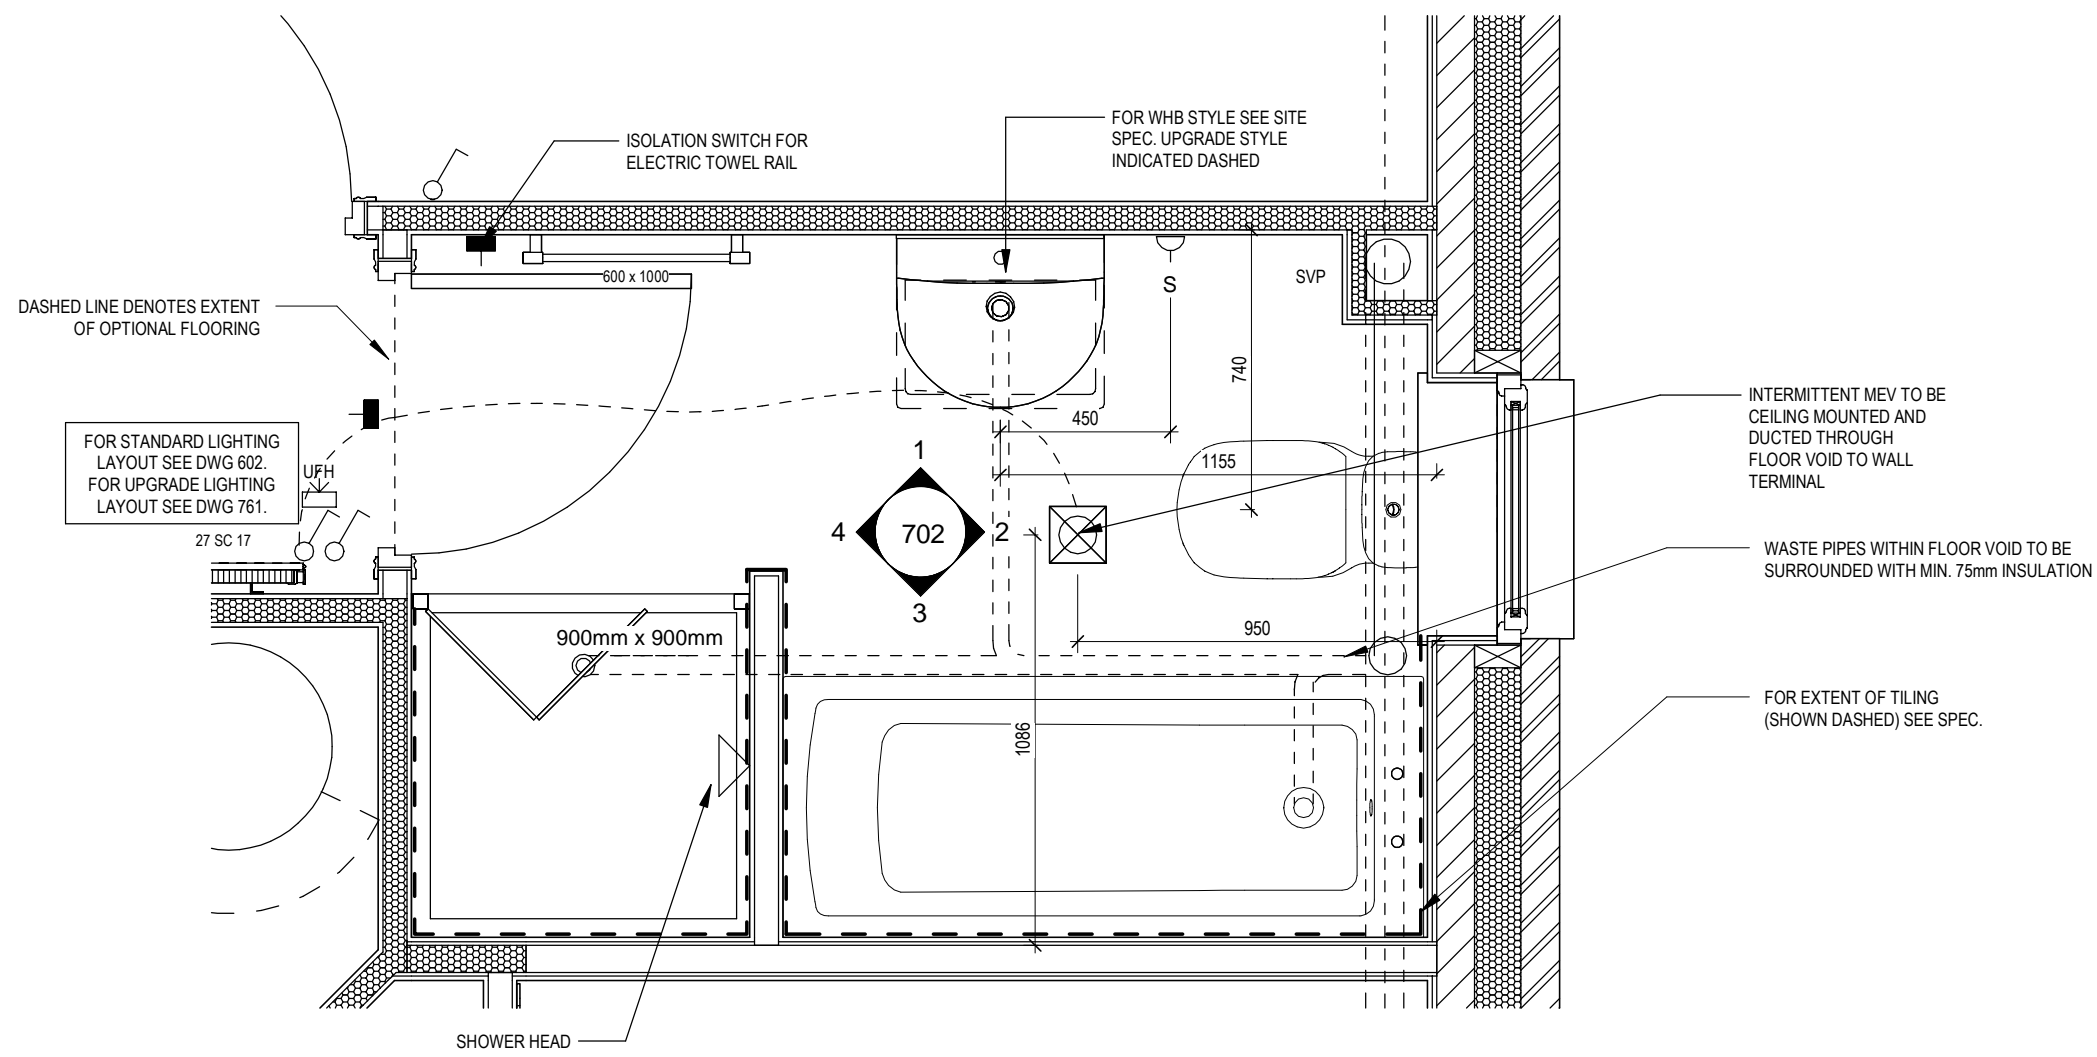 FOR WHB STYLE SEE SITE
SPEC. UPGRADE STYLE
INDICATED DASHED
ISOLATION SWITCH FOR
ELECTRIC TOWEL RAIL
600 x 1000
S
SVP
DASHED LINE DENOTES EXTENT
OF OPTIONAL FLOORING
740
450
1155
INTERMITTENT MEV TO BE
CEILING MOUNTED AND
DUCTED THROUGH
FLOOR VOID TO WALL
TERMINAL
FOR STANDARD LIGHTING
LAYOUT SEE DWG 602.
FOR UPGRADE LIGHTING
LAYOUT SEE DWG 761.
UFH
27 SC 17
1
4 702 2
3
WASTE PIPES WITHIN FLOOR VOID TO BE
SURROUNDED WITH MIN. 75mm INSULATION
900mm x 900mm
950
1086
FOR EXTENT OF TILING
(SHOWN DASHED) SEE SPEC.
SHOWER HEAD